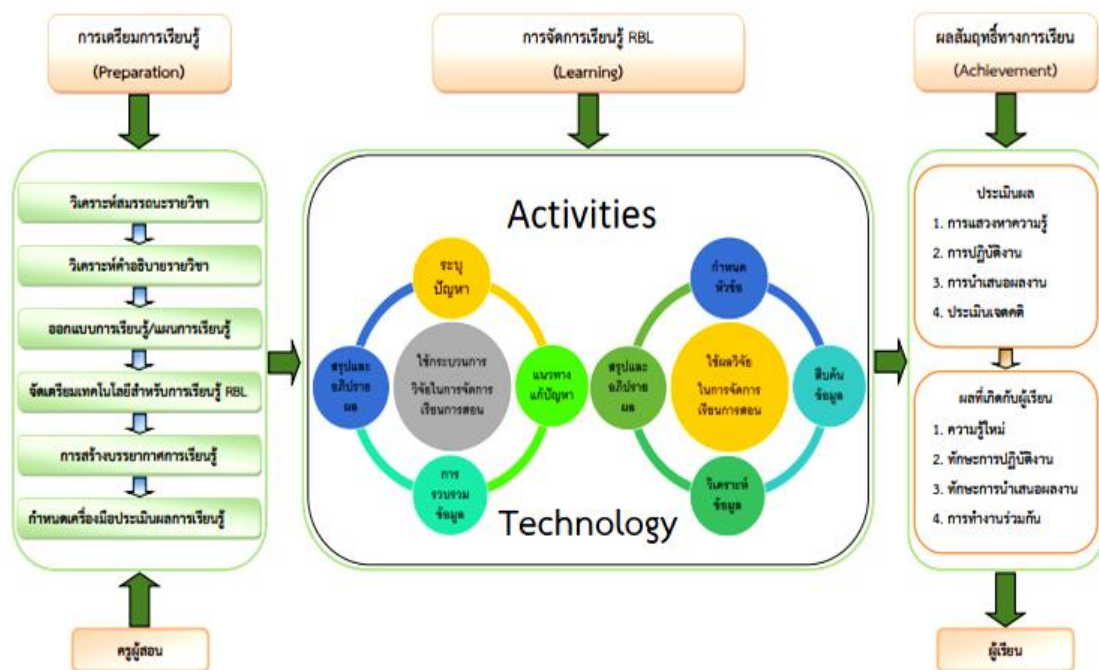 การเตรียมการเรียนรู้
(Preparation)
การจัดการเรียนรู้ RBL
(Learning)
ผลสัมฤทธิ์ทางการเรียน
(Achievement)
วิเคราะห์สมรรถนะรายวิชา
วิเคราะห์คำอธิบายรายวิชา
ออกแบบการเรียนรู้/แผนการเรียนรู้
จัดเตรียมเทคโนโลยีสำหรับการเรียนรู้ RBL
การสร้างบรรยากาศการเรียนรู้
กำหนดเครื่องมือประเมินผลการเรียนรู้
ครูผู้สอน
Activities
ระบุ
ปัญหา
แนวทาง
แก้ปัญหา
การ
รวบรวม
ข้อมูล
สรุปและ
อภิปราย
ผล
ใช้กระบวนการ
วิจัยในการจัดการ
เรียนการสอน
กำหนด
หัวข้อ
สืบค้น
ข้อมูล
วิเคราะห์
ข้อมูล
สรุปและ
อภิปราย
ผล
ใช้ผลวิจัย
ในการจัดการ
เรียนการสอน
Technology
ประเมินผล
1. การแสวงหาความรู้
2. การปฏิบัติงาน
3. การนำเสนอผลงาน
4. ประเมินเจตคติ
ผลที่เกิดกับผู้เรียน
1. ความรู้ใหม่
2. ทักษะการปฏิบัติงาน
3. ทักษะการนำเสนอผลงาน
4. การทำงานร่วมกัน
ผู้เรียน